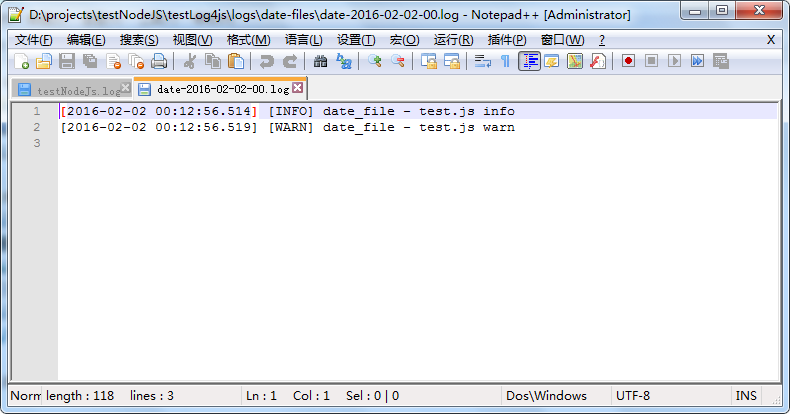 D:\projects\testNodeJS\testLog4js\logs\date-files\date-2016-02-02-00.log - Notepad++ [Administrator]
文件(F) 编辑(E) 搜索(S) 视图(V) 格式(M) 语言(L) 设置(T) 宏(O) 运行(R) 插件(P) 窗口(W) ? X
testNodeJs.log date-2016-02-02-00.log
1 [2016-02-02 00:12:56.514] [INFO] date_file - test.js info
2 [2016-02-02 00:12:56.519] [WARN] date_file - test.js warn
3
Norm length : 118 lines : 3 Ln : 1 Col : 1 Sel : 0 | 0 Dos\Windows UTF-8 INS